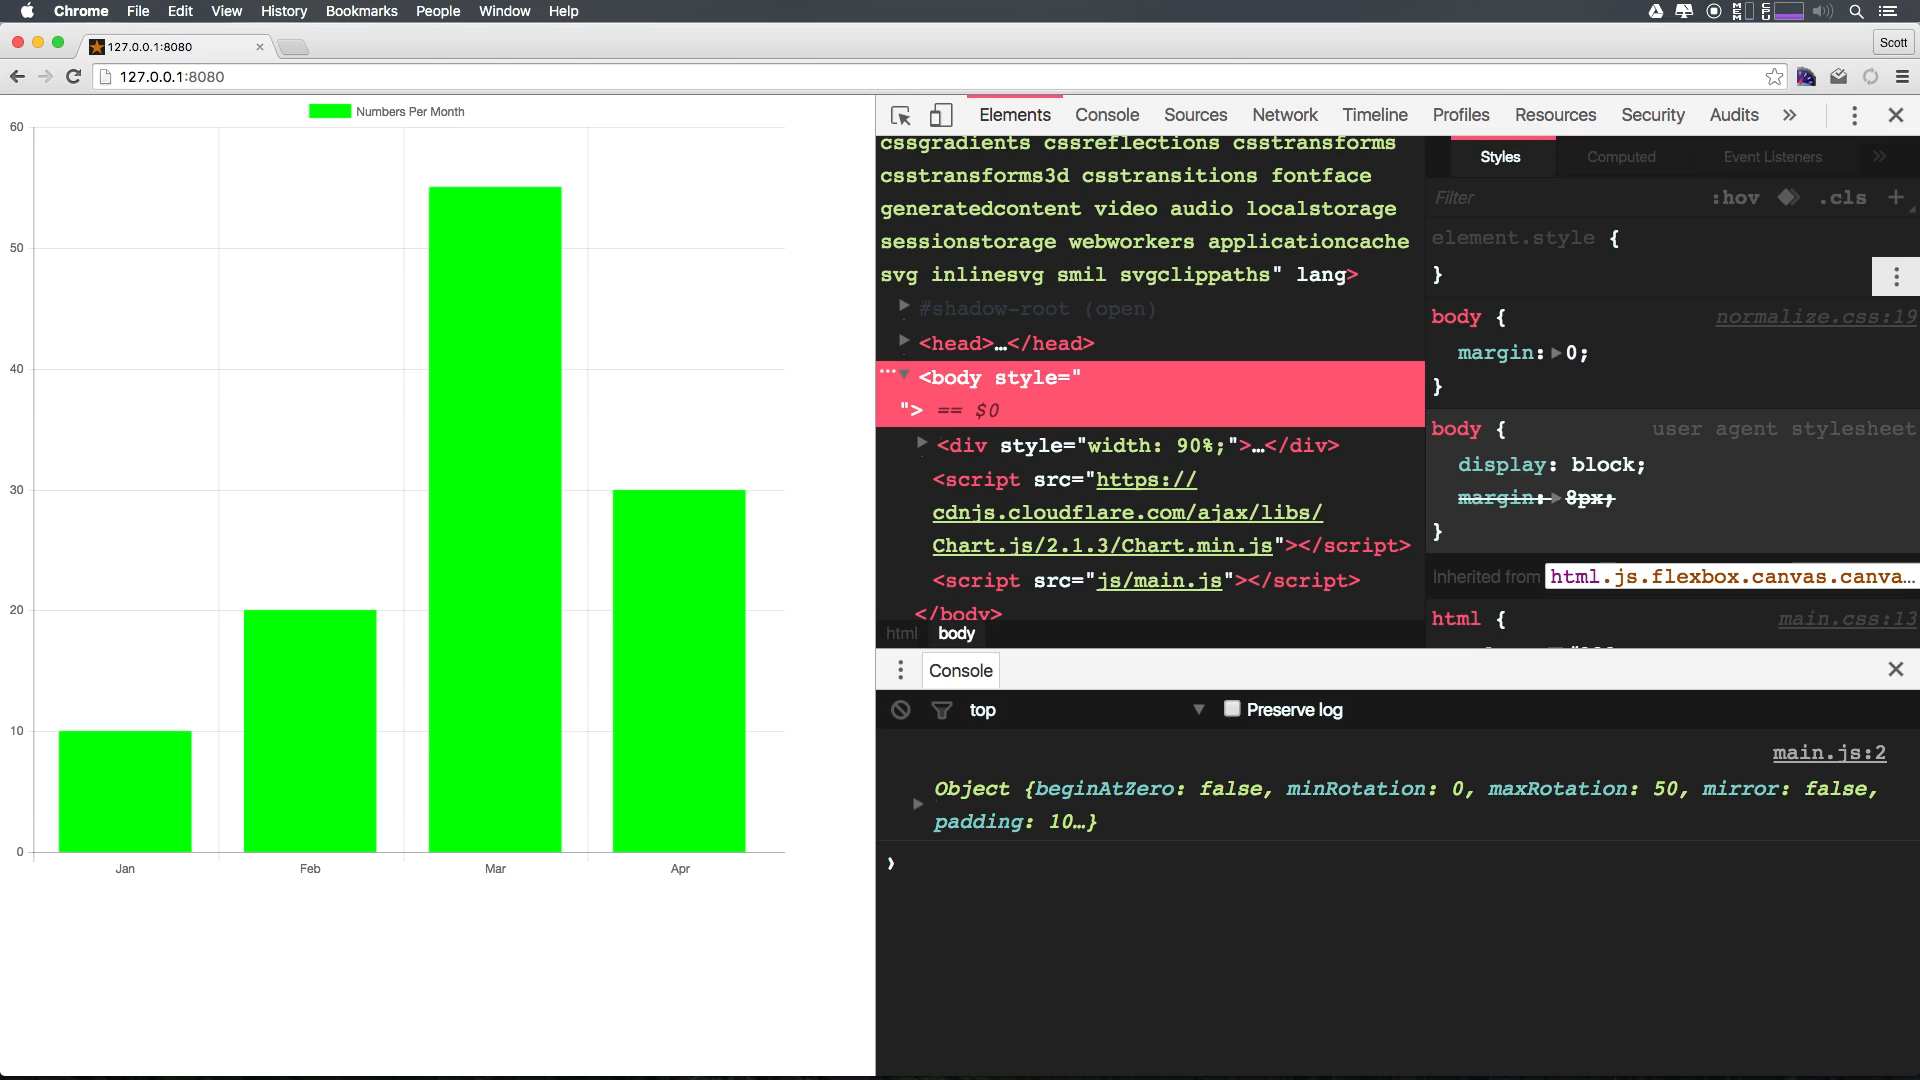 Chrome File Edit View History Bookmarks People Window Help
MEM CPU
127.0.0.1:8080
Scott
127.0.0.1:8080
Numbers Per Month
60
50
40
30
20
10
0
Jan Feb Mar Apr
Elements Console Sources Network Timeline Profiles Resources Security Audits »
cssgradients cssreflections csstransforms
csstransforms3d csstransitions fontface
generatedcontent video audio localstorage
sessionstorage webworkers applicationcache
svg inlinesvg smil svgclippaths" lang>
#shadow-root (open)
<head>…</head>
<body style="
"> == $0
<div style="width: 90%;">…</div>
<script src="https://
cdnjs.cloudflare.com/ajax/libs/
Chart.js/2.1.3/Chart.min.js"></script>
<script src="js/main.js"></script>
</body>
html body
Styles Computed Event Listeners »
Filter :hov .cls +
element.style {
}
body { normalize.css:19
margin: 0;
}
body { user agent stylesheet
display: block;
margin: 8px;
}
Inherited from html.js.flexbox.canvas.canva…
html { main.css:13
Console
top Preserve log
main.js:2
Object {beginAtZero: false, minRotation: 0, maxRotation: 50, mirror: false,
padding: 10…}